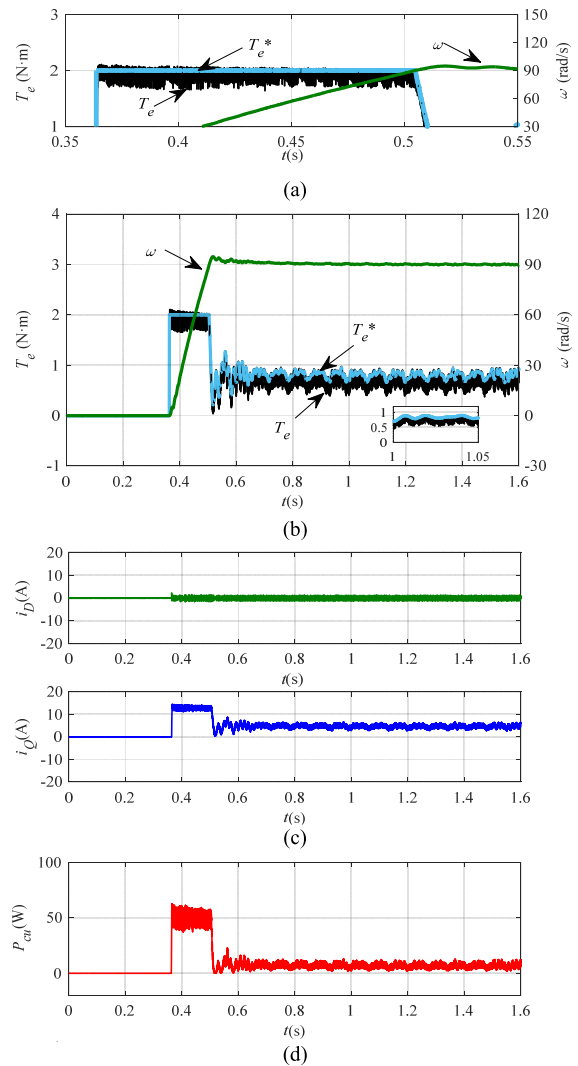 3
2
1
T_e (N·m)
T_e*
T_e
ω
150
120
90
60
30
ω (rad/s)
0.35 0.4 0.45 0.5 0.55
t(s)
(a)
4
3
2
1
0
-1
T_e (N·m)
ω
T_e*
T_e
1
0.5
0
1 1.05
120
90
60
30
0
-30
ω (rad/s)
0 0.2 0.4 0.6 0.8 1 1.2 1.4 1.6
t(s)
(b)
20
10
0
-10
-20
i_D(A)
0 0.2 0.4 0.6 0.8 1 1.2 1.4 1.6
t(s)
20
10
0
-10
-20
i_Q(A)
0 0.2 0.4 0.6 0.8 1 1.2 1.4 1.6
t(s)
(c)
100
50
0
P_cu(W)
0 0.2 0.4 0.6 0.8 1 1.2 1.4 1.6
t(s)
(d)